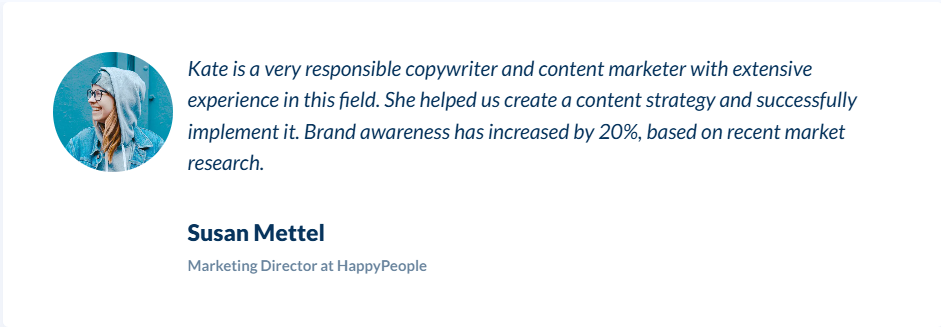 Kate is a very responsible copywriter and content marketer with extensive
experience in this field. She helped us create a content strategy and successfully
implement it. Brand awareness has increased by 20%, based on recent market
research.
Susan Mettel
Marketing Director at HappyPeople